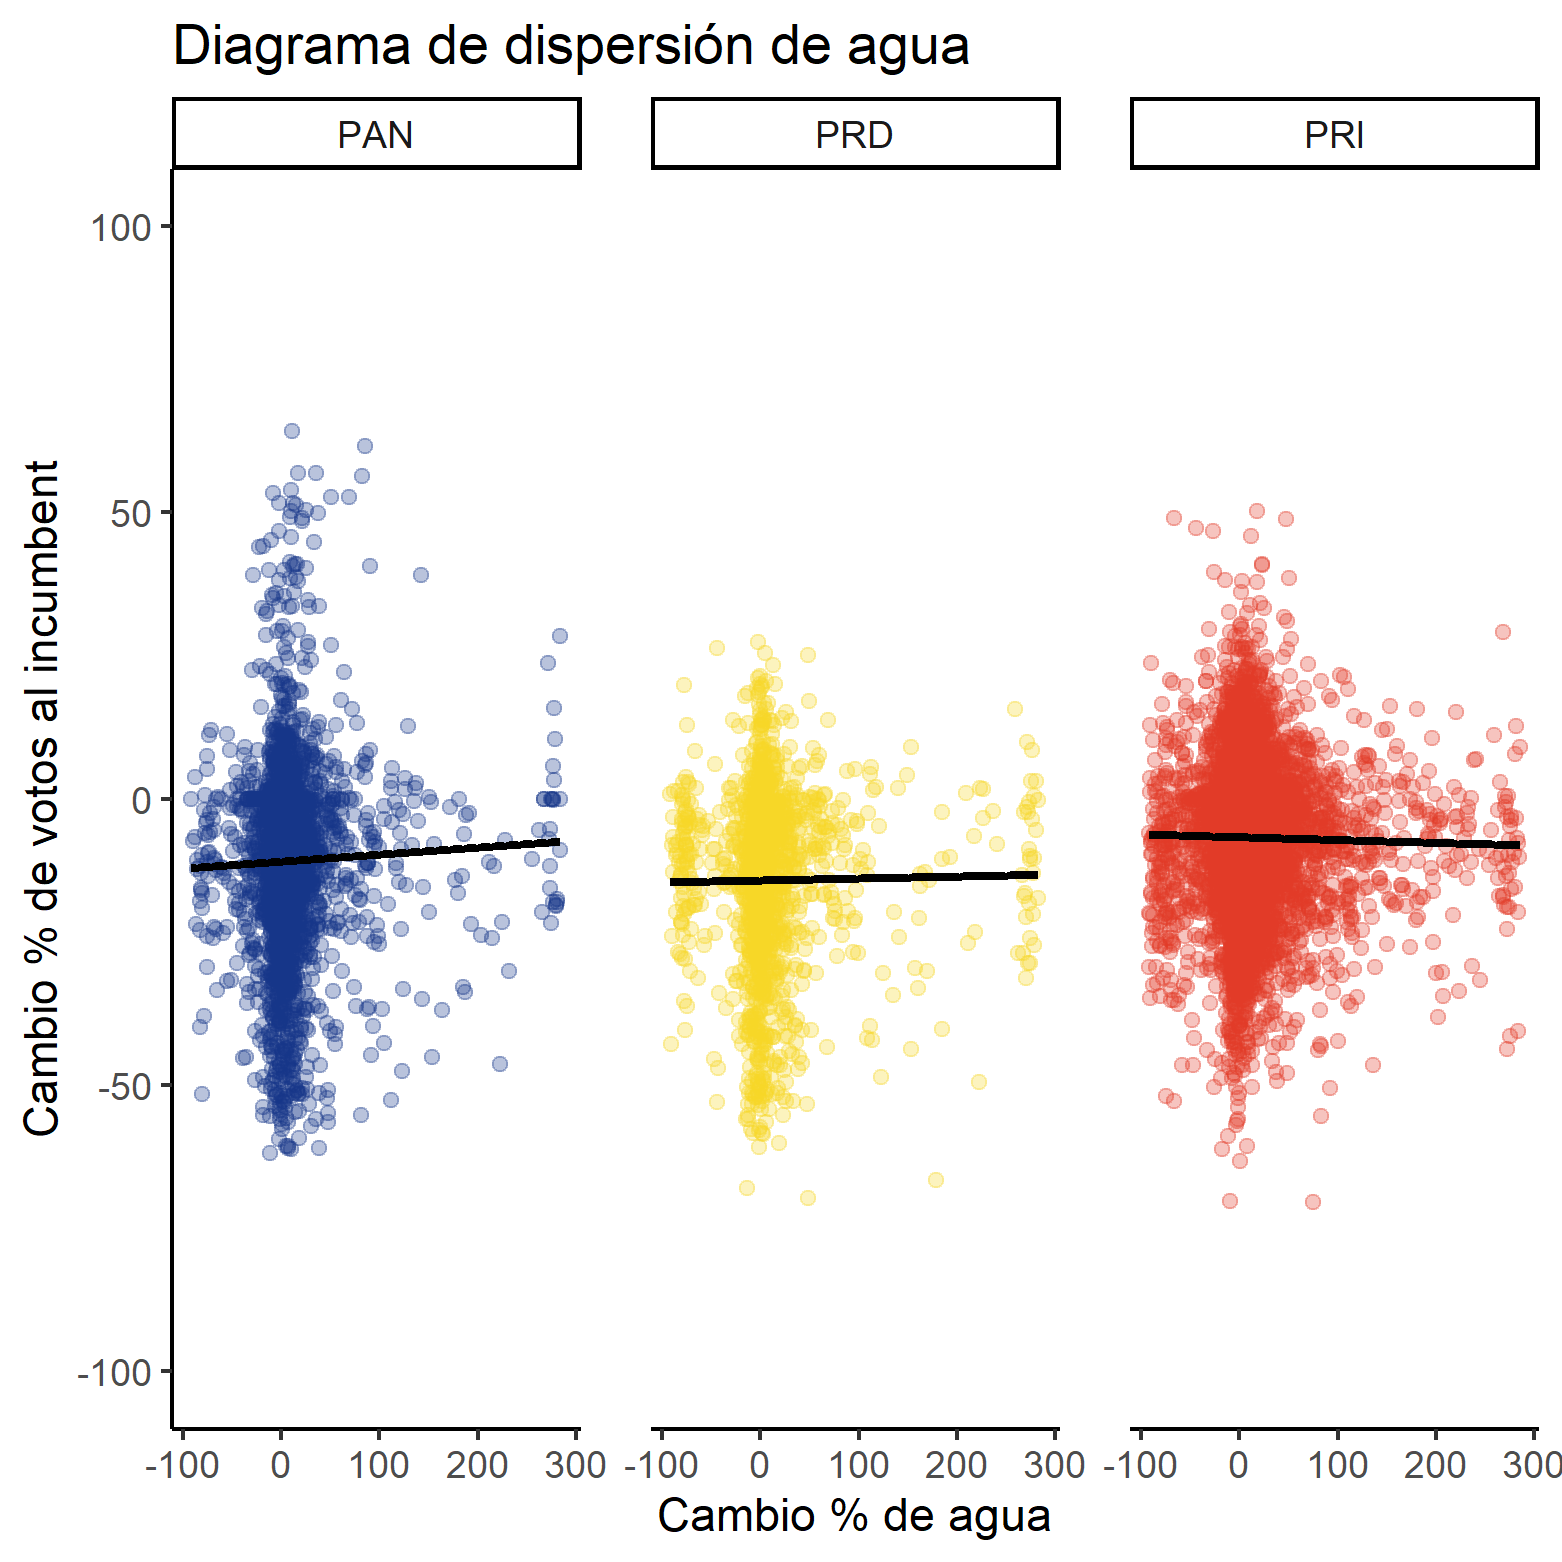 Diagrama de dispersión de agua
PAN
PRD
PRI
Cambio % de votos al incumbent
100
50
0
-50
-100
-100 0 100 200 300
-100 0 100 200 300
-100 0 100 200 300
Cambio % de agua